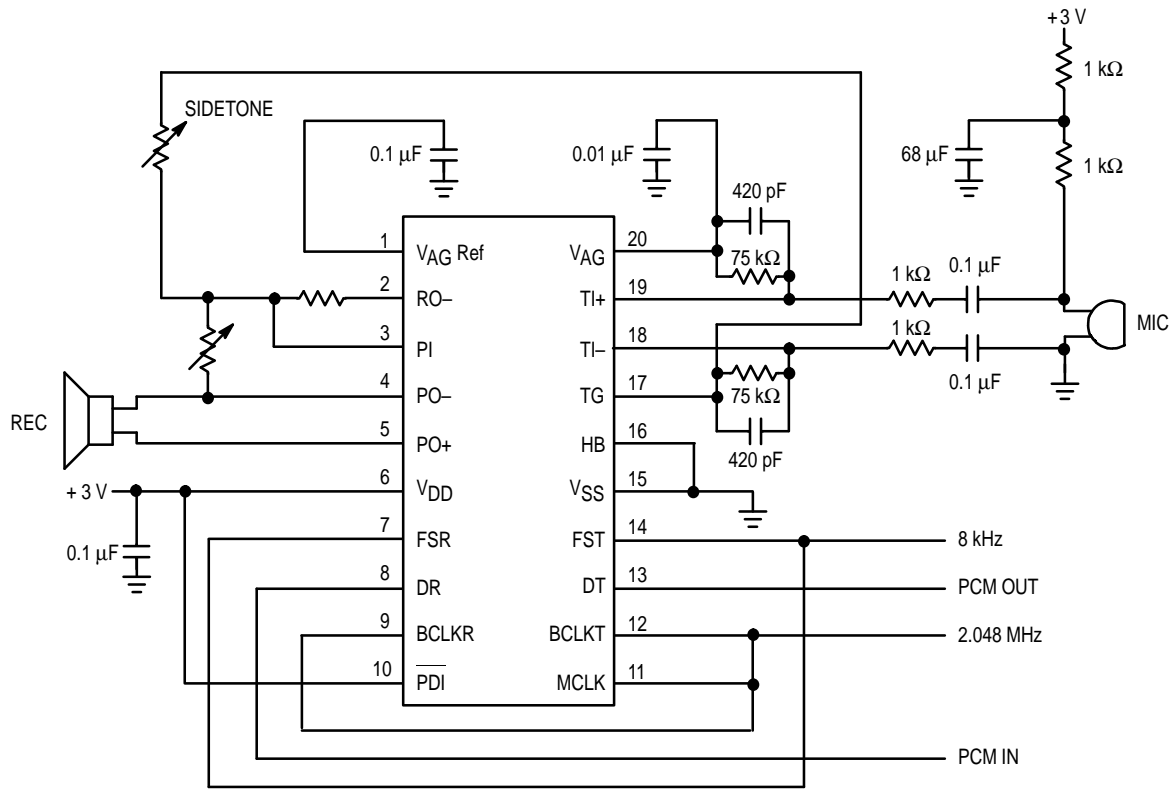 +3 V
1 kΩ
SIDETONE
0.1 μF
0.01 μF
68 μF
1 kΩ
420 pF
1
VAG Ref
VAG
20
75 kΩ
1 kΩ
0.1 μF
2
RO–
TI+
19
MIC
3
PI
TI–
18
1 kΩ
0.1 μF
4
PO–
TG
17
75 kΩ
REC
5
PO+
HB
16
420 pF
+ 3 V
6
VDD
VSS
15
0.1 μF
7
FSR
FST
14
8 kHz
8
DR
DT
13
PCM OUT
9
BCLKR
BCLKT
12
2.048 MHz
10
PDI
MCLK
11
PCM IN